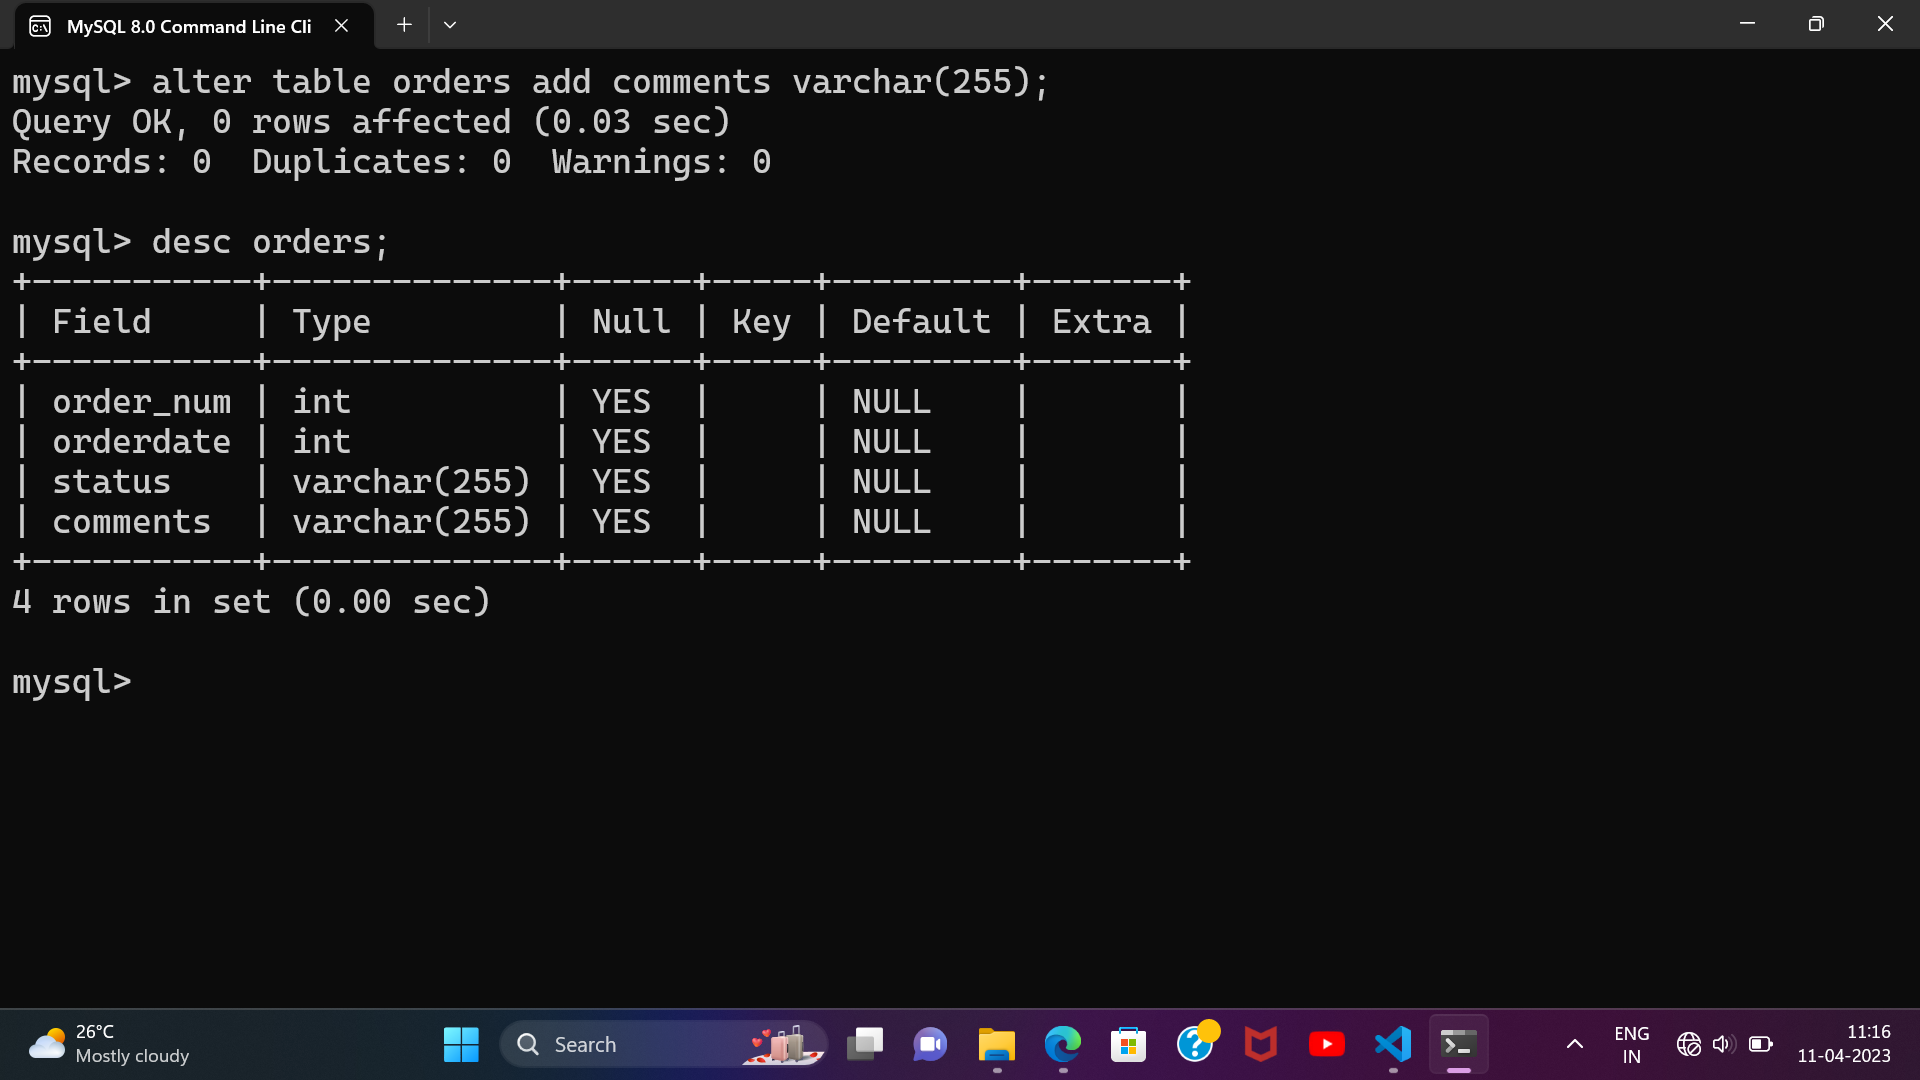 MySQL 8.0 Command Line Cli
mysql> alter table orders add comments varchar(255);
Query OK, 0 rows affected (0.03 sec)
Records: 0  Duplicates: 0  Warnings: 0
mysql> desc orders;
+-----------+--------------+------+-----+---------+-------+
| Field     | Type         | Null | Key | Default | Extra |
+-----------+--------------+------+-----+---------+-------+
| order_num | int          | YES  |     | NULL    |       |
| orderdate | int          | YES  |     | NULL    |       |
| status    | varchar(255) | YES  |     | NULL    |       |
| comments  | varchar(255) | YES  |     | NULL    |       |
+-----------+--------------+------+-----+---------+-------+
4 rows in set (0.00 sec)
mysql>
26°C
Mostly cloudy
Search
ENG
IN
11:16
11-04-2023